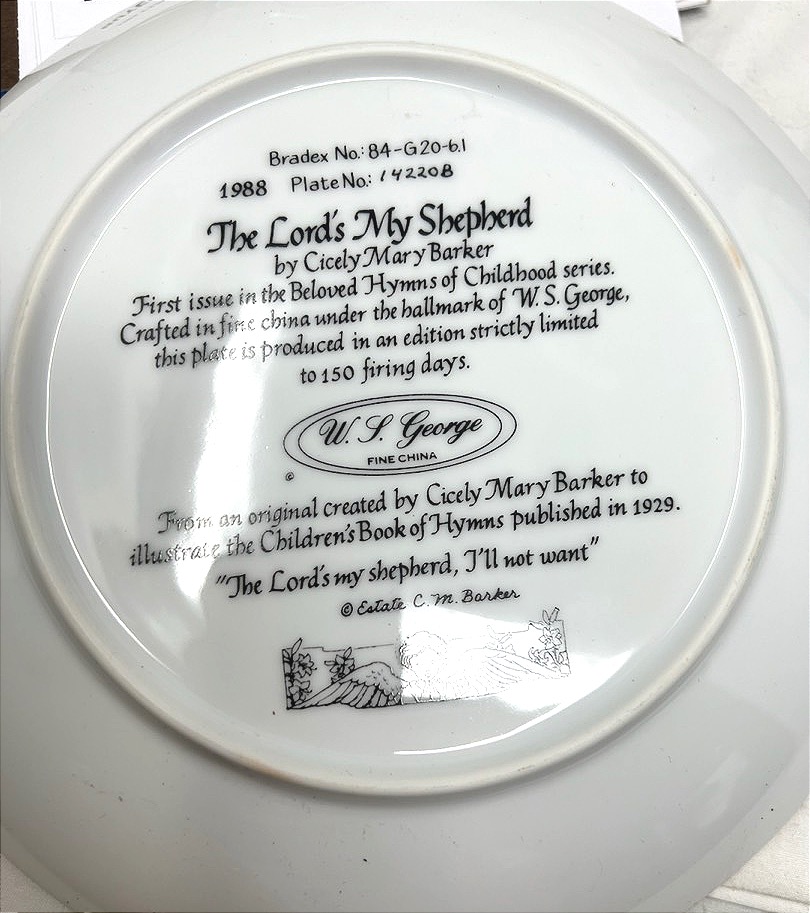 Bradex No.: 84-G20-6.1
1988 Plate No.: 14220B
The Lord's My Shepherd
by Cicely Mary Barker
First issue in the Beloved Hymns of Childhood series.
Crafted in fine china under the hallmark of W. S. George,
this plate is produced in an edition strictly limited
to 150 firing days.
W. S. George
FINE CHINA
®
From an original created by Cicely Mary Barker to
illustrate the Children's Book of Hymns published in 1929.
"The Lord's my shepherd, I'll not want"
© Estate C. M. Barker